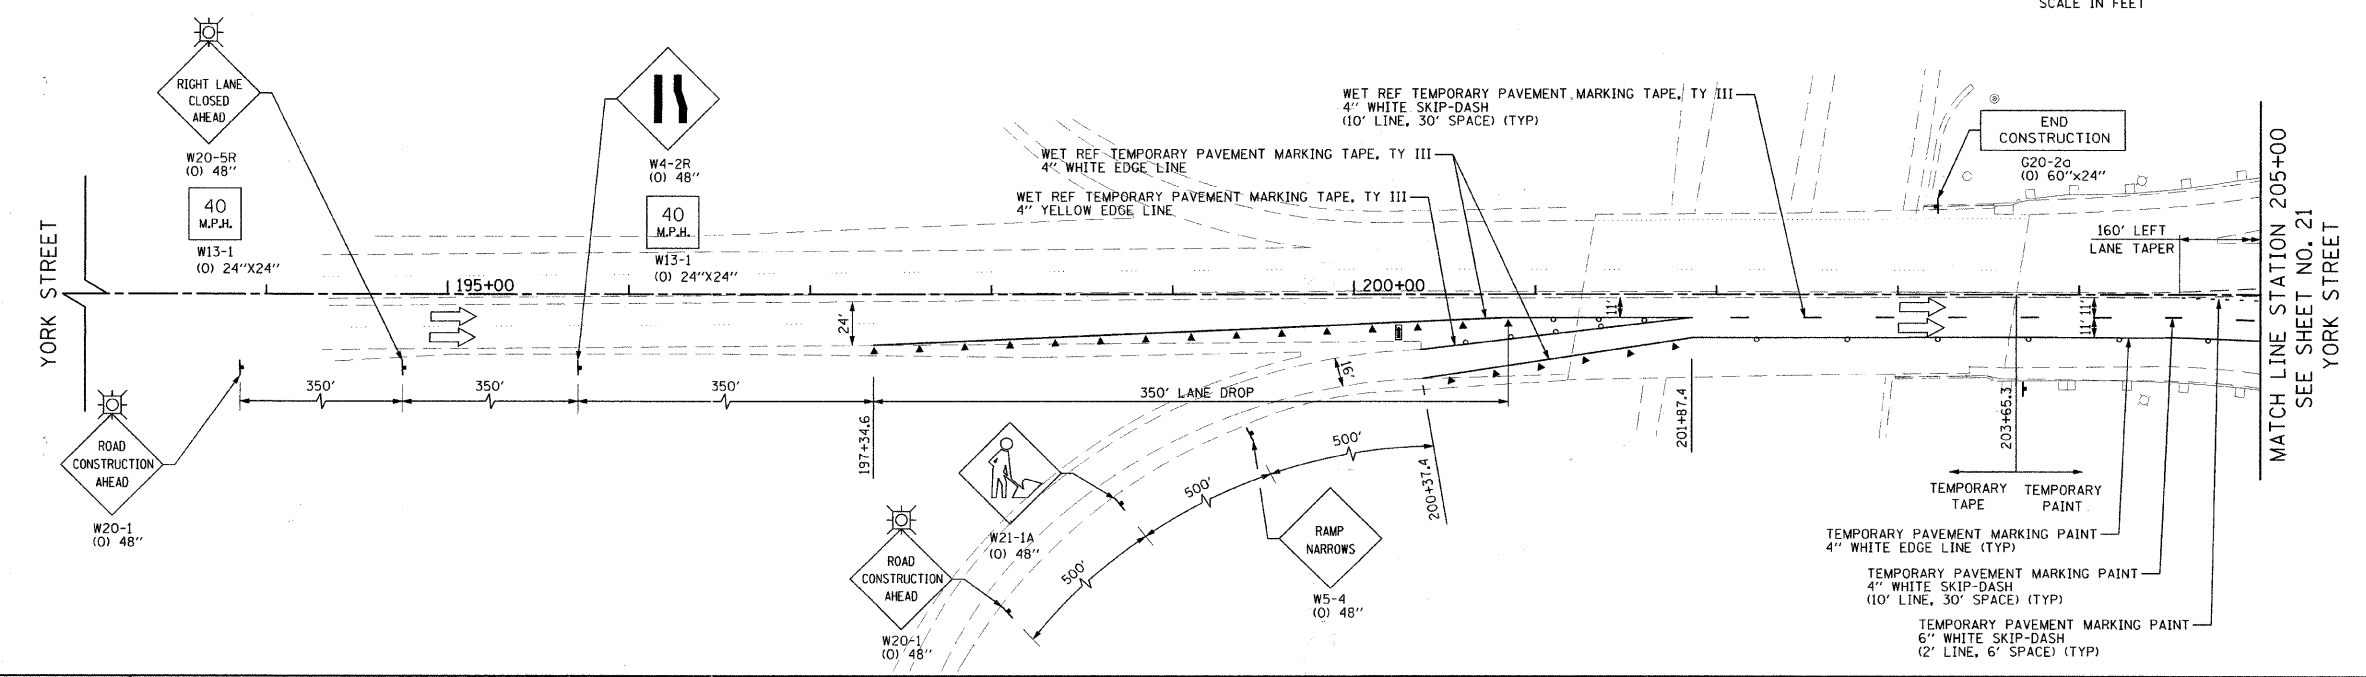 SCALE IN FEET
RIGHT LANE
CLOSED
AHEAD
W20-5R
(O) 48"
40
M.P.H.
W13-1
(O) 24"X24"
W4-2R
(O) 48"
40
M.P.H.
W13-1
(O) 24"X24"
WET REF TEMPORARY PAVEMENT MARKING TAPE, TY III
4" WHITE SKIP-DASH
(10' LINE, 30' SPACE) (TYP)
WET REF TEMPORARY PAVEMENT MARKING TAPE, TY III
4" WHITE EDGE LINE
WET REF TEMPORARY PAVEMENT MARKING TAPE, TY III
4" YELLOW EDGE LINE
END
CONSTRUCTION
G20-2a
(O) 60"x24"
160' LEFT
LANE TAPER
YORK STREET
195+00
200+00
24'
11'
11' 11'
16'
350'
350'
350'
350' LANE DROP
197+34.6
200+37.4
201+87.4
203+65.3
ROAD
CONSTRUCTION
AHEAD
W20-1
(O) 48"
W21-1A
(O) 48"
ROAD
CONSTRUCTION
AHEAD
W20-1
(O) 48"
500'
500'
500'
RAMP
NARROWS
W5-4
(O) 48"
TEMPORARY
TAPE
TEMPORARY
PAINT
TEMPORARY PAVEMENT MARKING PAINT
4" WHITE EDGE LINE (TYP)
TEMPORARY PAVEMENT MARKING PAINT
4" WHITE SKIP-DASH
(10' LINE, 30' SPACE) (TYP)
TEMPORARY PAVEMENT MARKING PAINT
6" WHITE SKIP-DASH
(2' LINE, 6' SPACE) (TYP)
MATCH LINE STATION 205+00
SEE SHEET NO. 21
YORK STREET